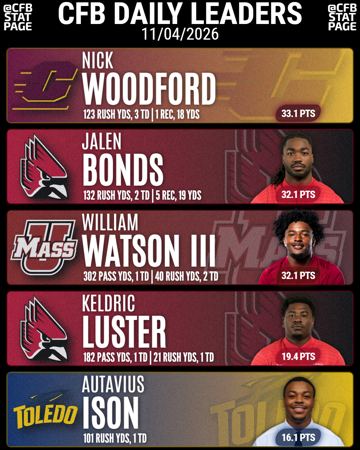 @CFB STAT PAGE
CFB DAILY LEADERS
@CFB STAT PAGE
11/04/2026
C
NICK
WOODFORD
123 RUSH YDS, 3 TD | 1 REC, 18 YDS
33.1 PTS
JALEN
BONDS
132 RUSH YDS, 2 TD | 5 REC, 19 YDS
32.1 PTS
U MASS
WILLIAM
WATSON III
302 PASS YDS, 1 TD | 40 RUSH YDS, 2 TD
MASS
32.1 PTS
KELDRIC
LUSTER
182 PASS YDS, 1 TD | 21 RUSH YDS, 1 TD
19.4 PTS
TOLEDO
AUTAVIUS
ISON
101 RUSH YDS, 1 TD
TOLEDO
16.1 PTS